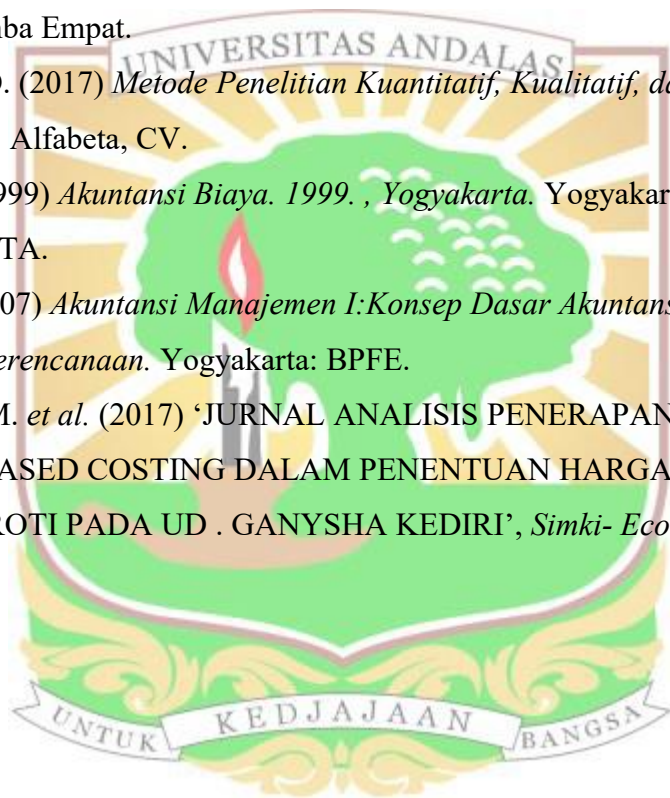 mba Empat.
UNIVERSITAS ANDALAS
. (2017) Metode Penelitian Kuantitatif, Kualitatif, da
Alfabeta, CV.
999) Akuntansi Biaya. 1999. , Yogyakarta. Yogyakar
TA.
07) Akuntansi Manajemen I:Konsep Dasar Akuntans
erencanaan. Yogyakarta: BPFE.
M. et al. (2017) ‘JURNAL ANALISIS PENERAPAN
ASED COSTING DALAM PENENTUAN HARGA
ROTI PADA UD . GANYSHA KEDIRI’, Simki- Eco
UNTUK KEDJAJAAN BANGSA